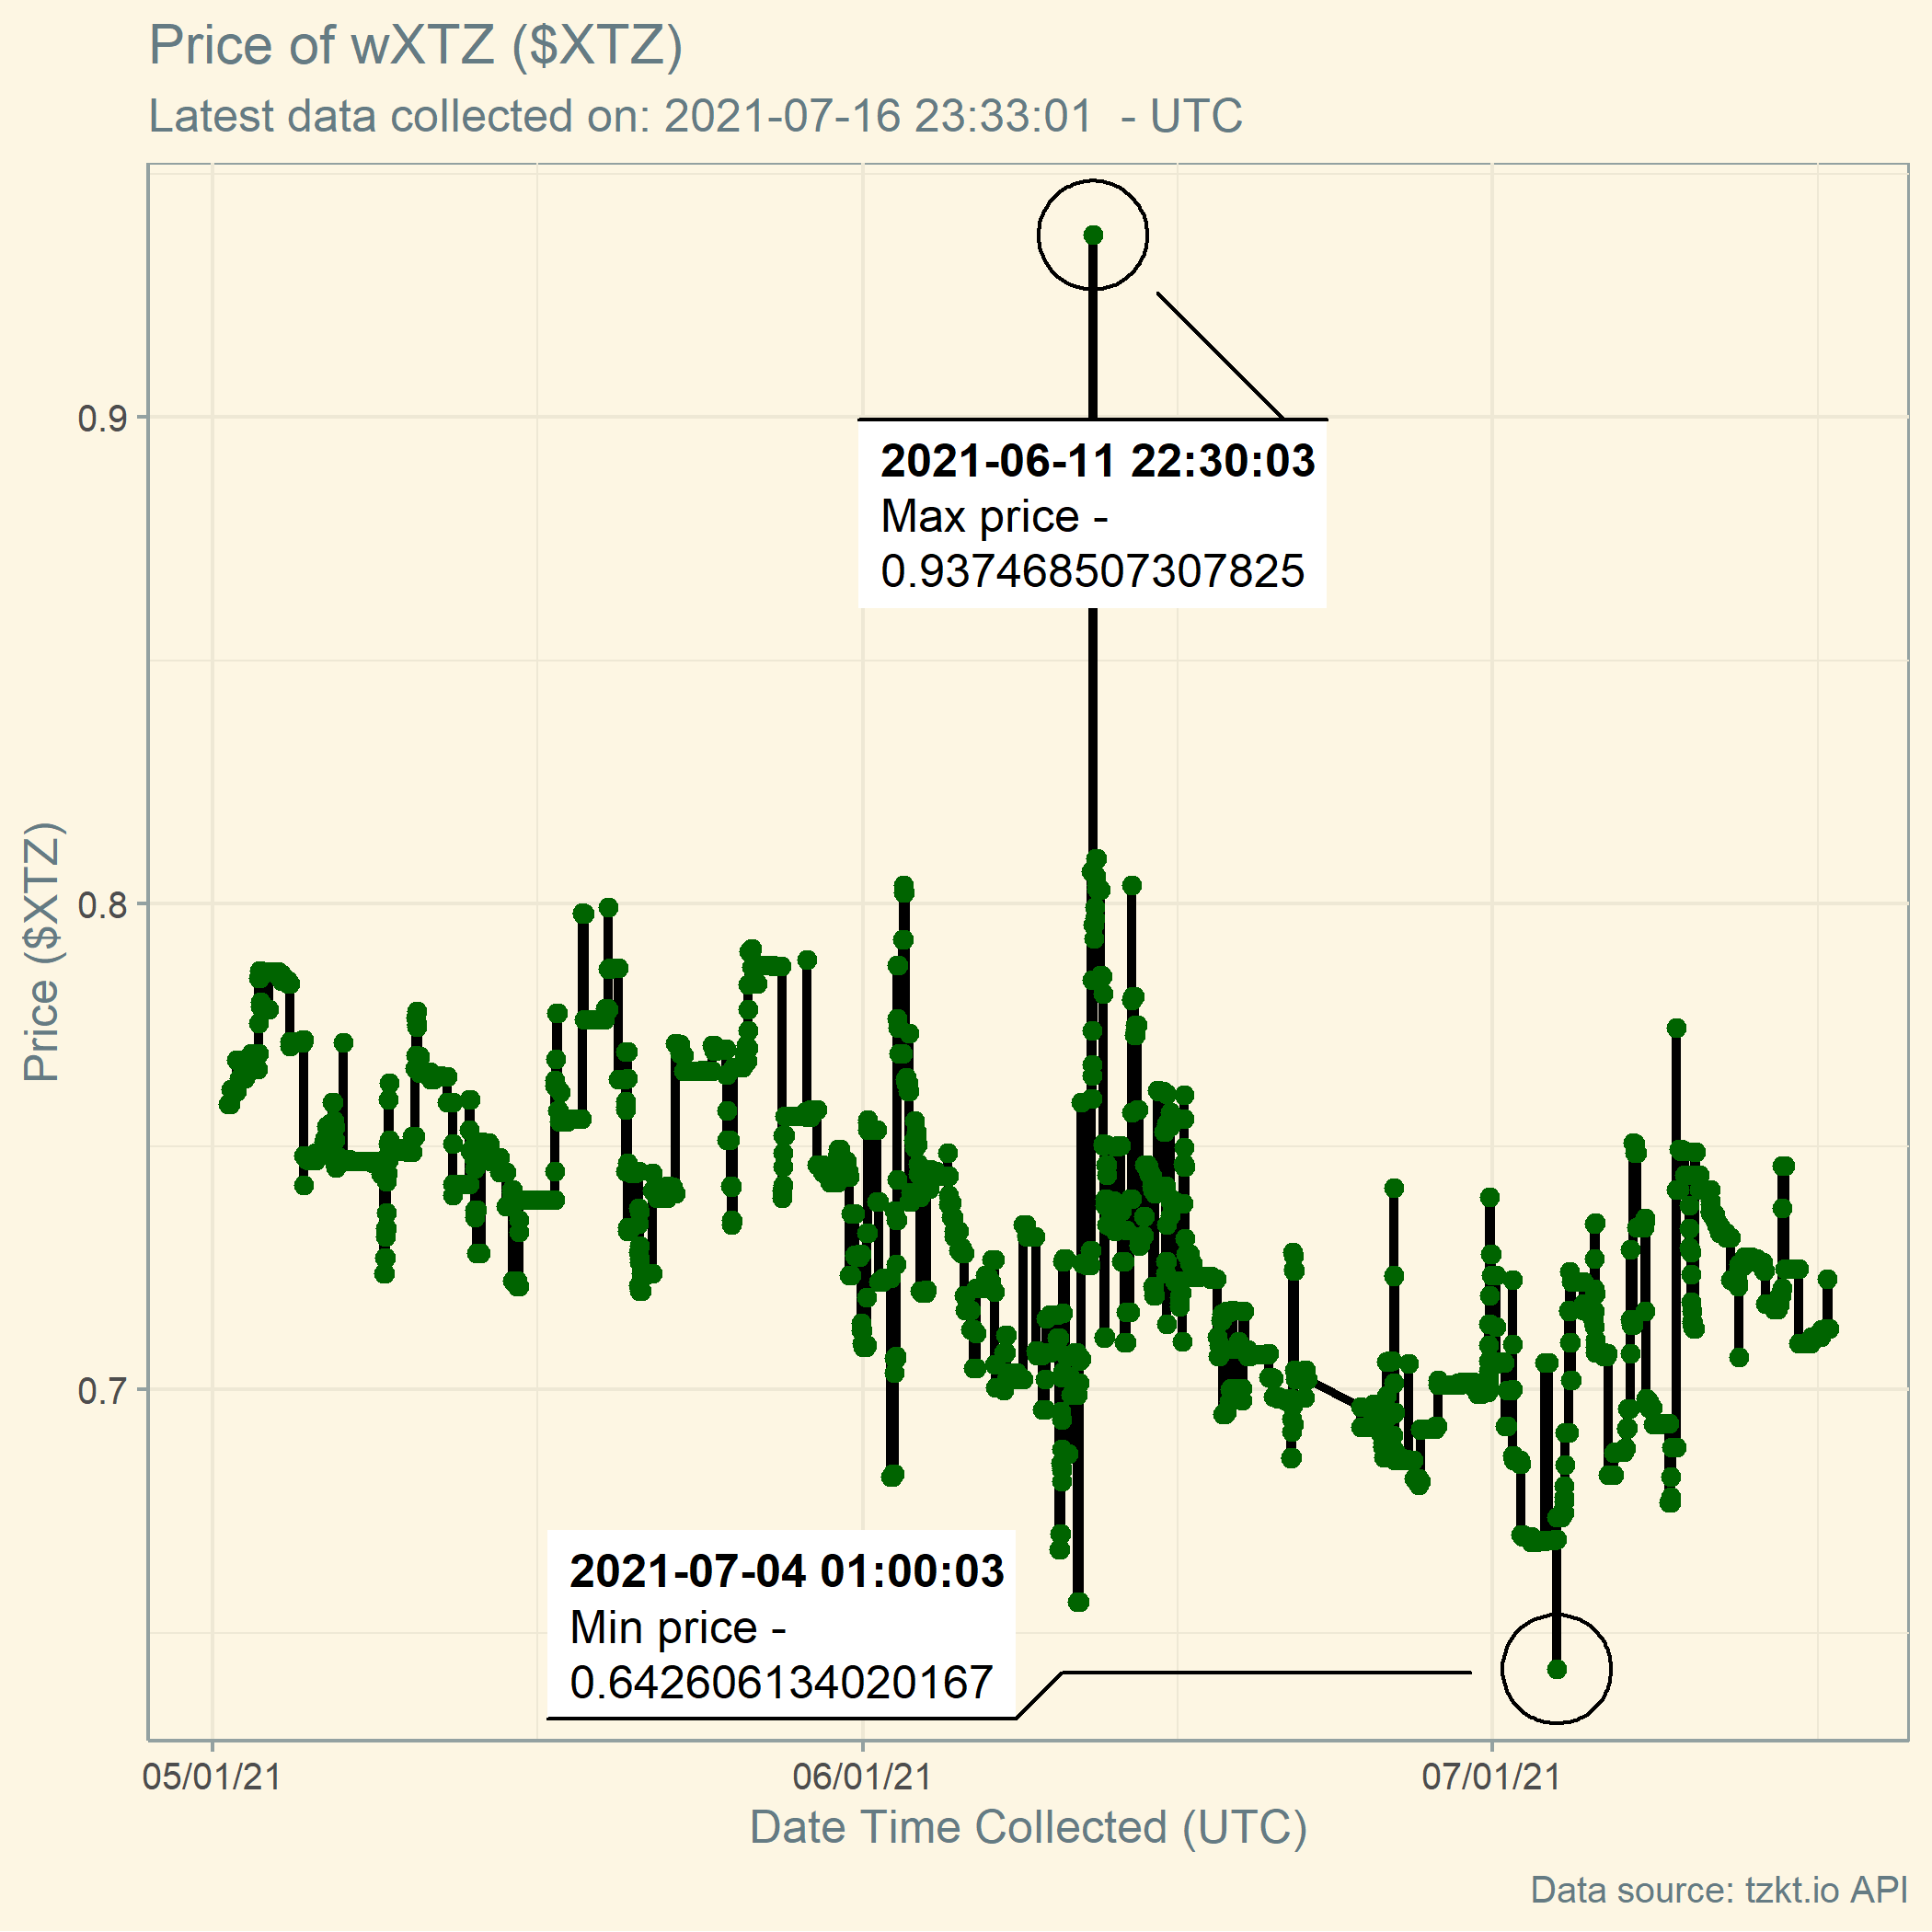 Price of wXTZ ($XTZ)
Latest data collected on: 2021-07-16 23:33:01  - UTC
0.9
0.8
0.7
Price ($XTZ)
2021-06-11 22:30:03
Max price -
0.937468507307825
2021-07-04 01:00:03
Min price -
0.642606134020167
05/01/21
06/01/21
07/01/21
Date Time Collected (UTC)
Data source: tzkt.io API